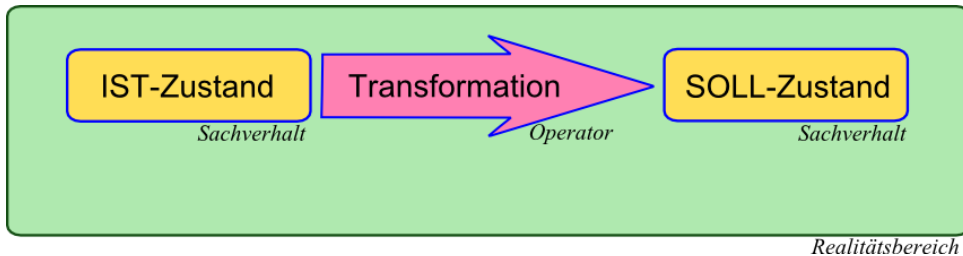 IST-Zustand Transformation SOLL-Zustand
Sachverhalt Operator Sachverhalt
Realitätsbereich